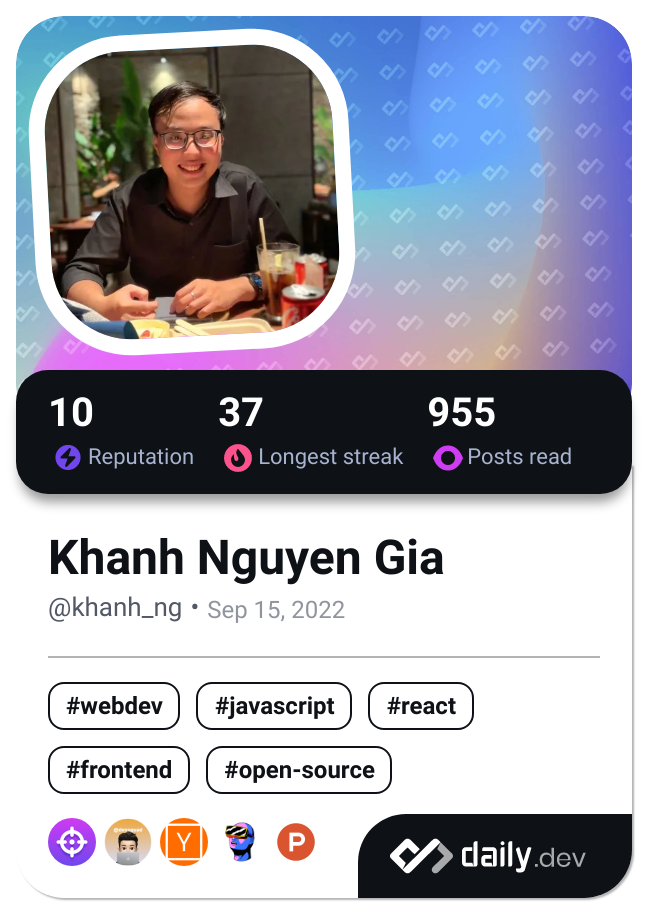 10 37 955
Reputation Longest streak Posts read
Khanh Nguyen Gia
@khanh_ng • Sep 15, 2022
#webdev #javascript #react
#frontend #open-source
Y P
daily.dev